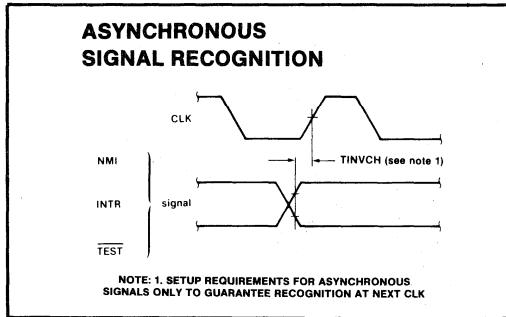 ASYNCHRONOUS
SIGNAL RECOGNITION
CLK
TINVCH (see note 1)
NMI
INTR
signal
TEST
NOTE: 1. SETUP REQUIREMENTS FOR ASYNCHRONOUS
SIGNALS ONLY TO GUARANTEE RECOGNITION AT NEXT CLK